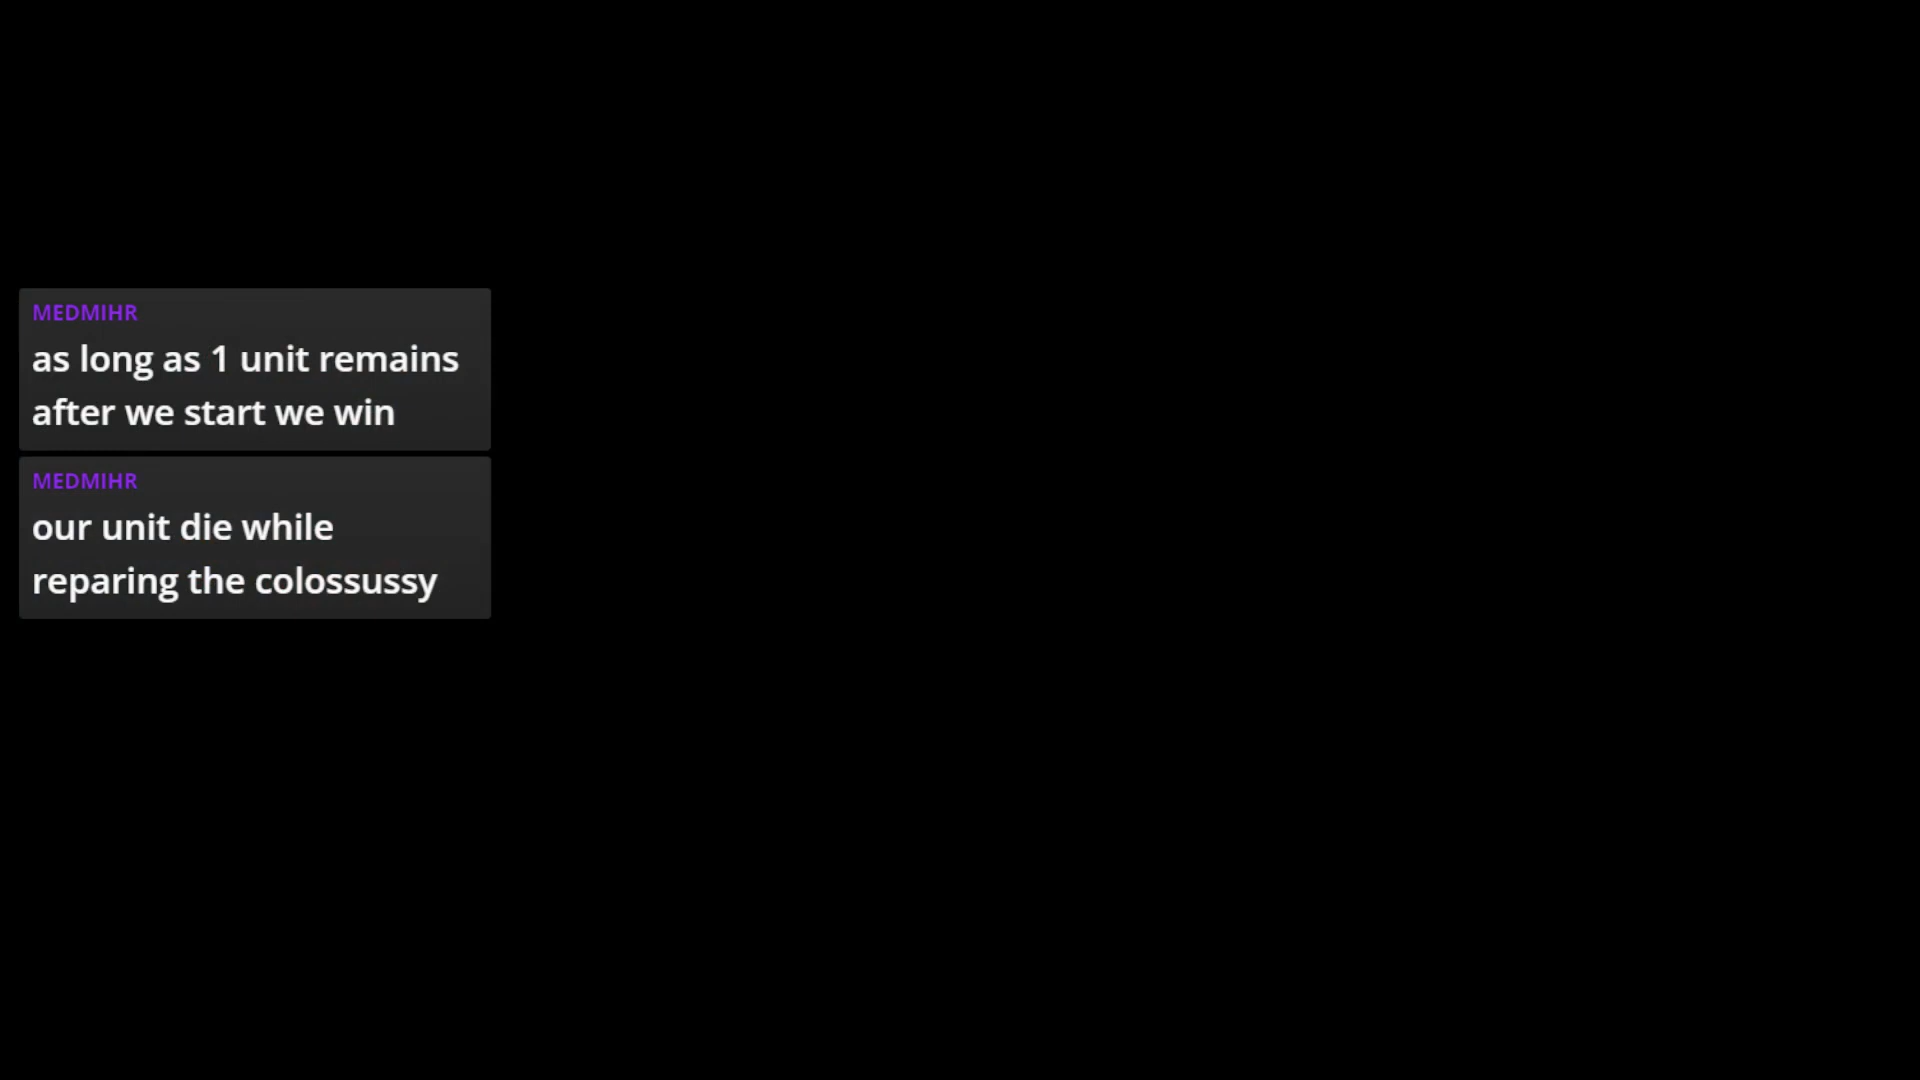 MEDMIHR
as long as 1 unit remains
after we start we win
MEDMIHR
our unit die while
reparing the colossussy